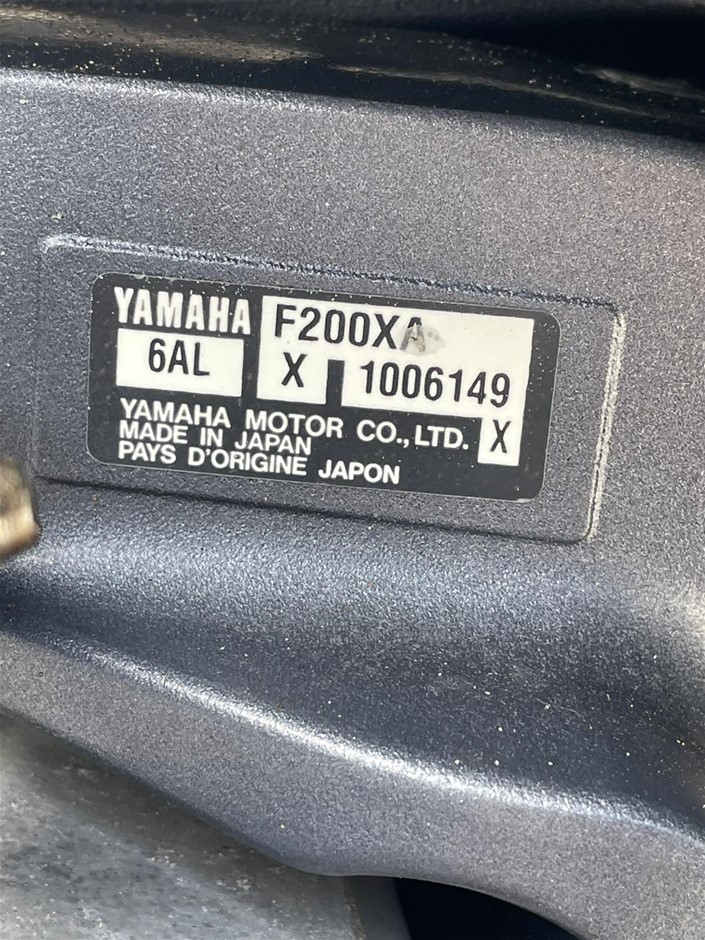 YAMAHA F200XA
6AL X 1006149
YAMAHA MOTOR CO., LTD. X
MADE IN JAPAN
PAYS D'ORIGINE JAPON